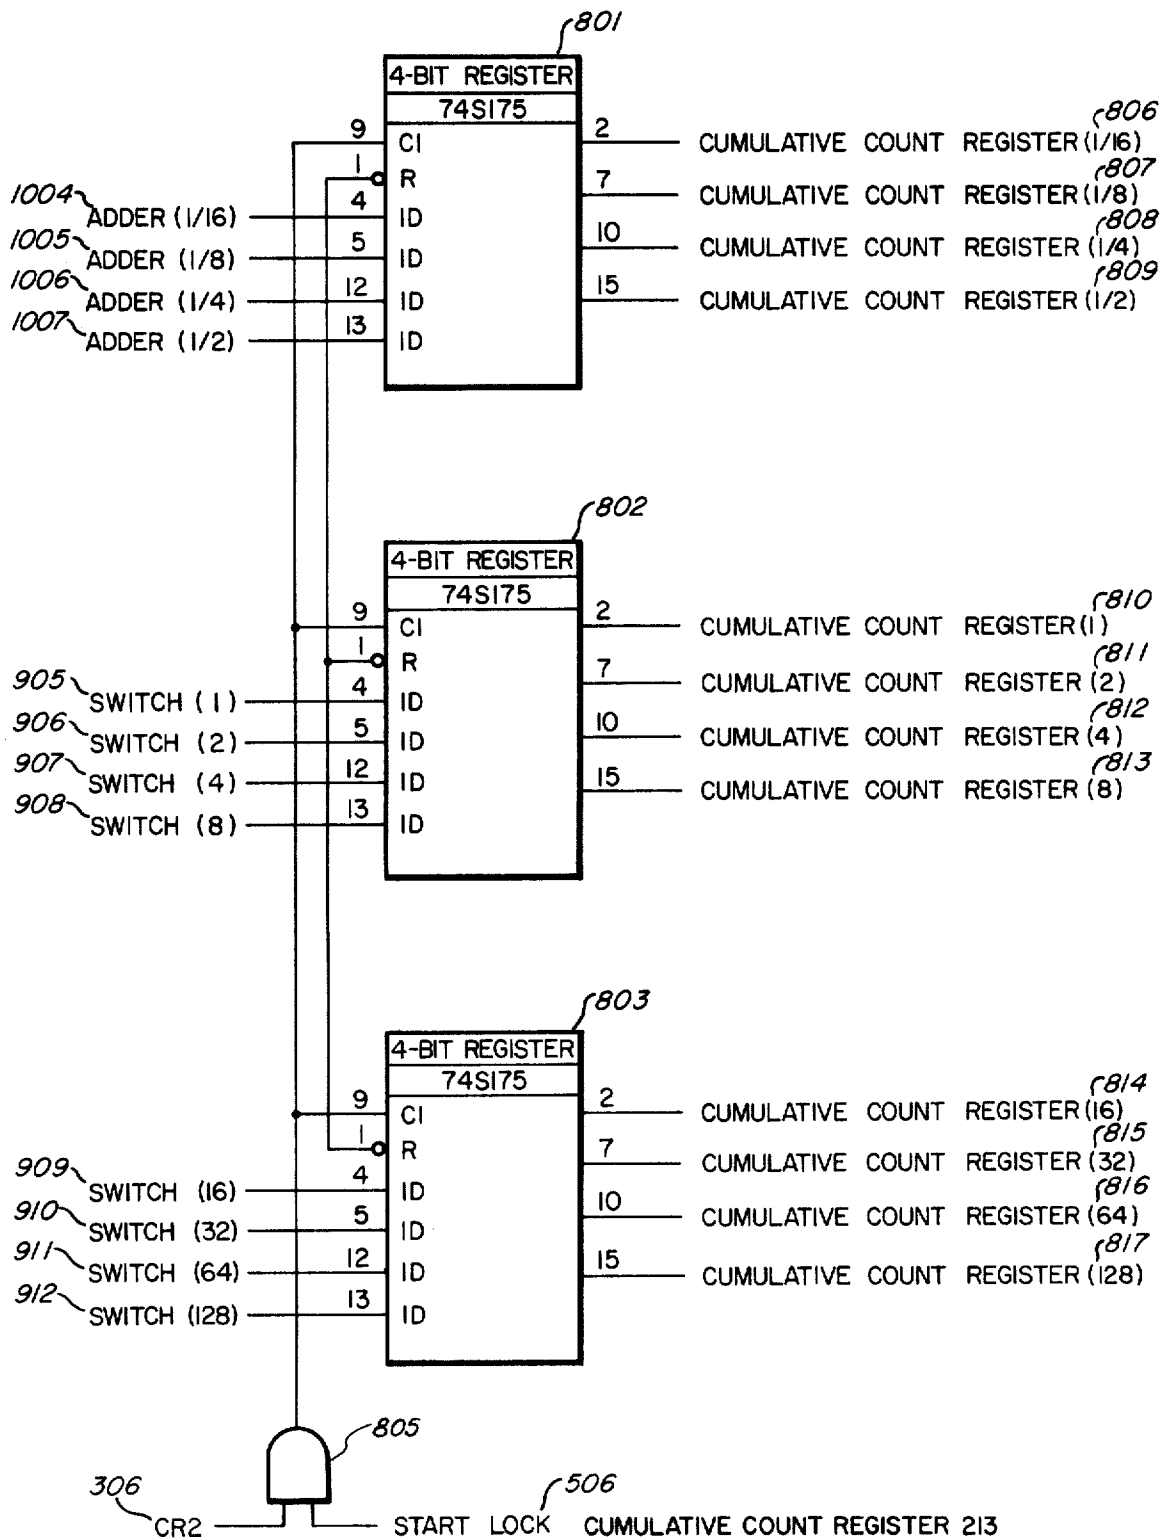 801
4-BIT REGISTER
74S175
9 C1
1 R
1004 ADDER (1/16) 4 ID
1005 ADDER (1/8) 5 ID
1006 ADDER (1/4) 12 ID
1007 ADDER (1/2) 13 ID
2 CUMULATIVE COUNT REGISTER (1/16) 806
7 CUMULATIVE COUNT REGISTER (1/8) 807
10 CUMULATIVE COUNT REGISTER (1/4) 808
15 CUMULATIVE COUNT REGISTER (1/2) 809
802
4-BIT REGISTER
74S175
9 C1
1 R
905 SWITCH (1) 4 ID
906 SWITCH (2) 5 ID
907 SWITCH (4) 12 ID
908 SWITCH (8) 13 ID
2 CUMULATIVE COUNT REGISTER (1) 810
7 CUMULATIVE COUNT REGISTER (2) 811
10 CUMULATIVE COUNT REGISTER (4) 812
15 CUMULATIVE COUNT REGISTER (8) 813
803
4-BIT REGISTER
74S175
9 C1
1 R
909 SWITCH (16) 4 ID
910 SWITCH (32) 5 ID
911 SWITCH (64) 12 ID
912 SWITCH (128) 13 ID
2 CUMULATIVE COUNT REGISTER (16) 814
7 CUMULATIVE COUNT REGISTER (32) 815
10 CUMULATIVE COUNT REGISTER (64) 816
15 CUMULATIVE COUNT REGISTER (128) 817
805
306 CR2
506 START LOCK
CUMULATIVE COUNT REGISTER 213